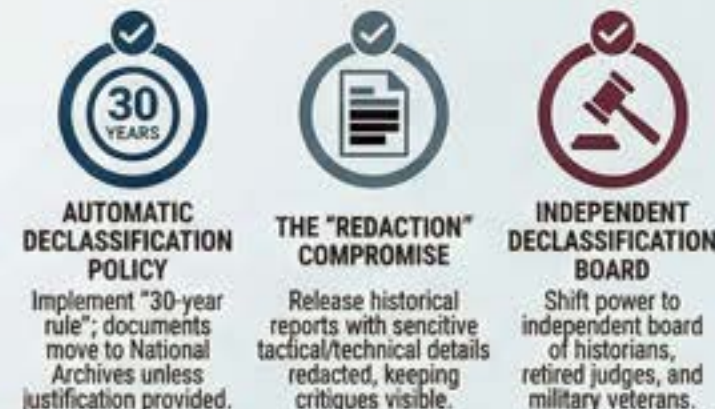 30
YEARS
AUTOMATIC
DECLASSIFICATION
POLICY
Implement "30-year
rule"; documents
move to National
Archives unless
justification provided.
THE "REDACTION"
COMPROMISE
Release historical
reports with sencitive
tactical/technical details
redacted, keeping
critiques visible.
INDEPENDENT
DECLASSIFICATION
BOARD
Shift power to
independent board
of historians,
retired judges, and
military veterans.